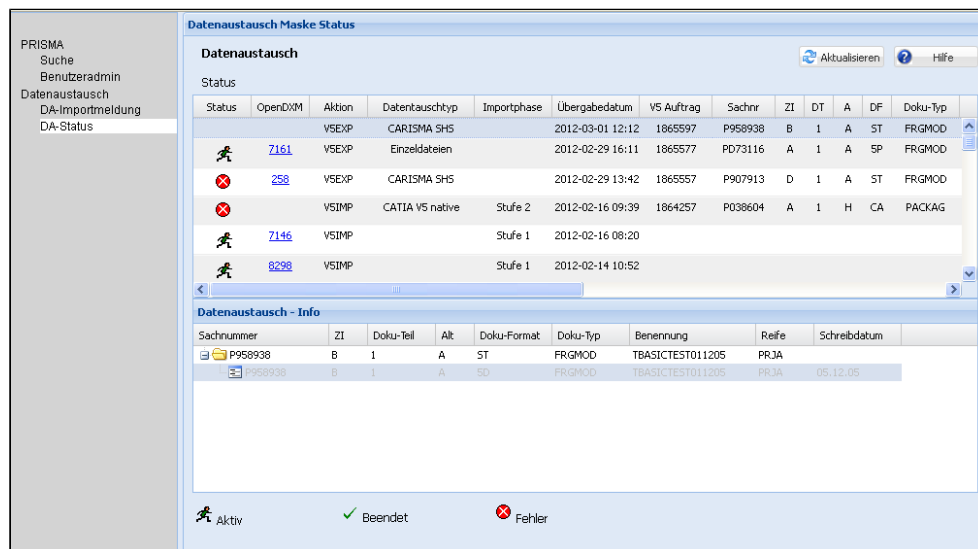 Datenaustausch Maske Status
PRISMA
Suche
Benutzeradmin
Datenaustausch
DA-Importmeldung
DA-Status
Datenaustausch
Aktualisieren
Hilfe
Status
Status OpenDXM Aktion Datentauschtyp Importphase Übergabedatum V5 Auftrag Sachnr ZI DT A DF Doku-Typ
V5EXP CARISMA SHS 2012-03-01 12:12 1865597 P958938 B 1 A ST FRGMOD
7161 V5EXP Einzeldateien 2012-02-29 16:11 1865577 PD73116 A 1 A 5P FRGMOD
258 V5EXP CARISMA SHS 2012-02-29 13:42 1865557 P907913 D 1 A ST FRGMOD
V5IMP CATIA V5 native Stufe 2 2012-02-16 09:39 1864257 P038604 A 1 H CA PACKAG
7146 V5IMP Stufe 1 2012-02-16 08:20
8298 V5IMP Stufe 1 2012-02-14 10:52
Datenaustausch - Info
Sachnummer ZI Doku-Teil Alt Doku-Format Doku-Typ Benennung Reife Schreibdatum
P958938 B 1 A ST FRGMOD TBASICTEST011205 PRJA
P958938 B 1 A 5D FRGMOD TBASICTEST011205 PRJA 05.12.05
Aktiv Beendet Fehler